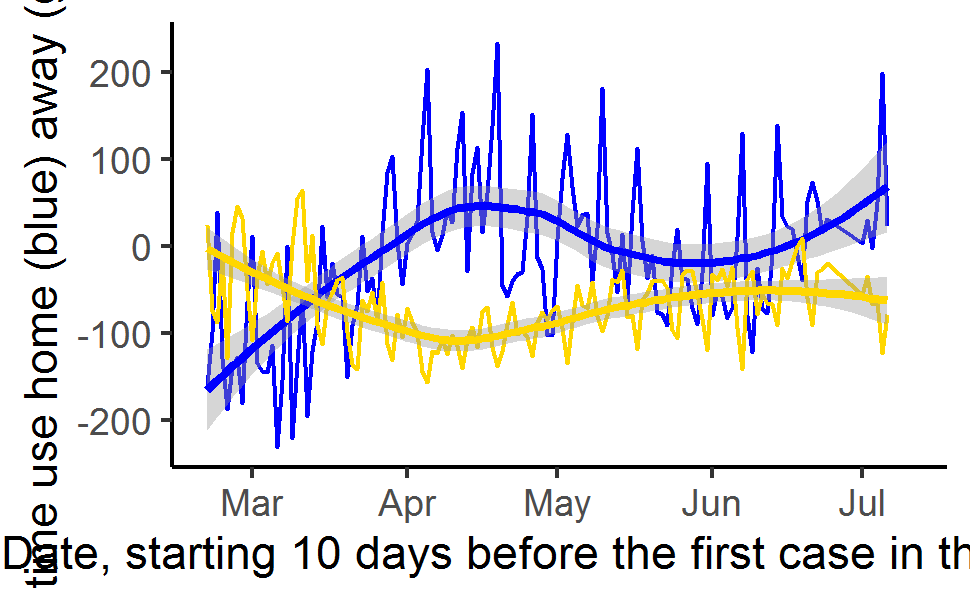 time use home (blue) away (
200
100
0
-100
-200
Mar Apr May Jun Jul
Date, starting 10 days before the first case in th